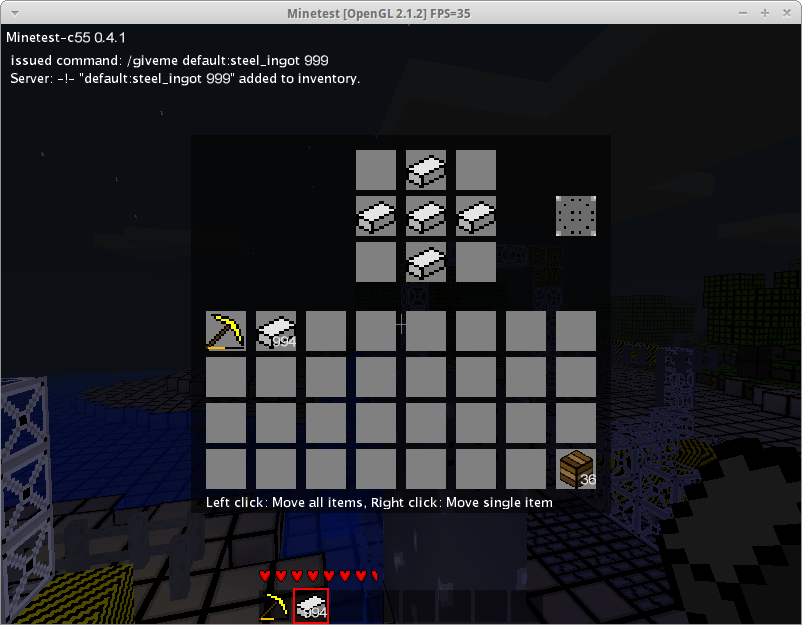 Minetest [OpenGL 2.1.2] FPS=35
Minetest-c55 0.4.1
issued command: /giveme default:steel_ingot 999
Server: -!- "default:steel_ingot 999" added to inventory.
994
36
Left click: Move all items, Right click: Move single item
994